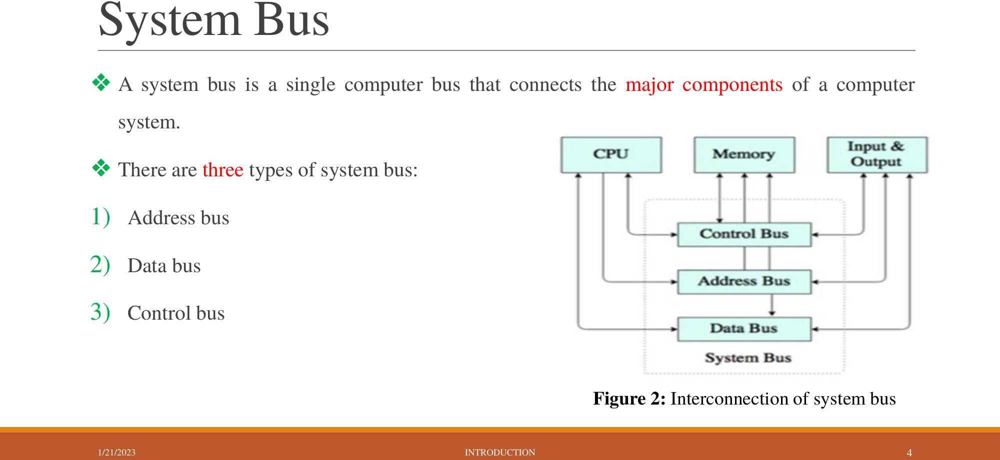 System Bus
❖ A system bus is a single computer bus that connects the major components of a computer
system.
❖ There are three types of system bus:
1) Address bus
2) Data bus
3) Control bus
CPU
Memory
Input &
Output
Control Bus
Address Bus
Data Bus
System Bus
Figure 2: Interconnection of system bus
1/21/2023
INTRODUCTION
4